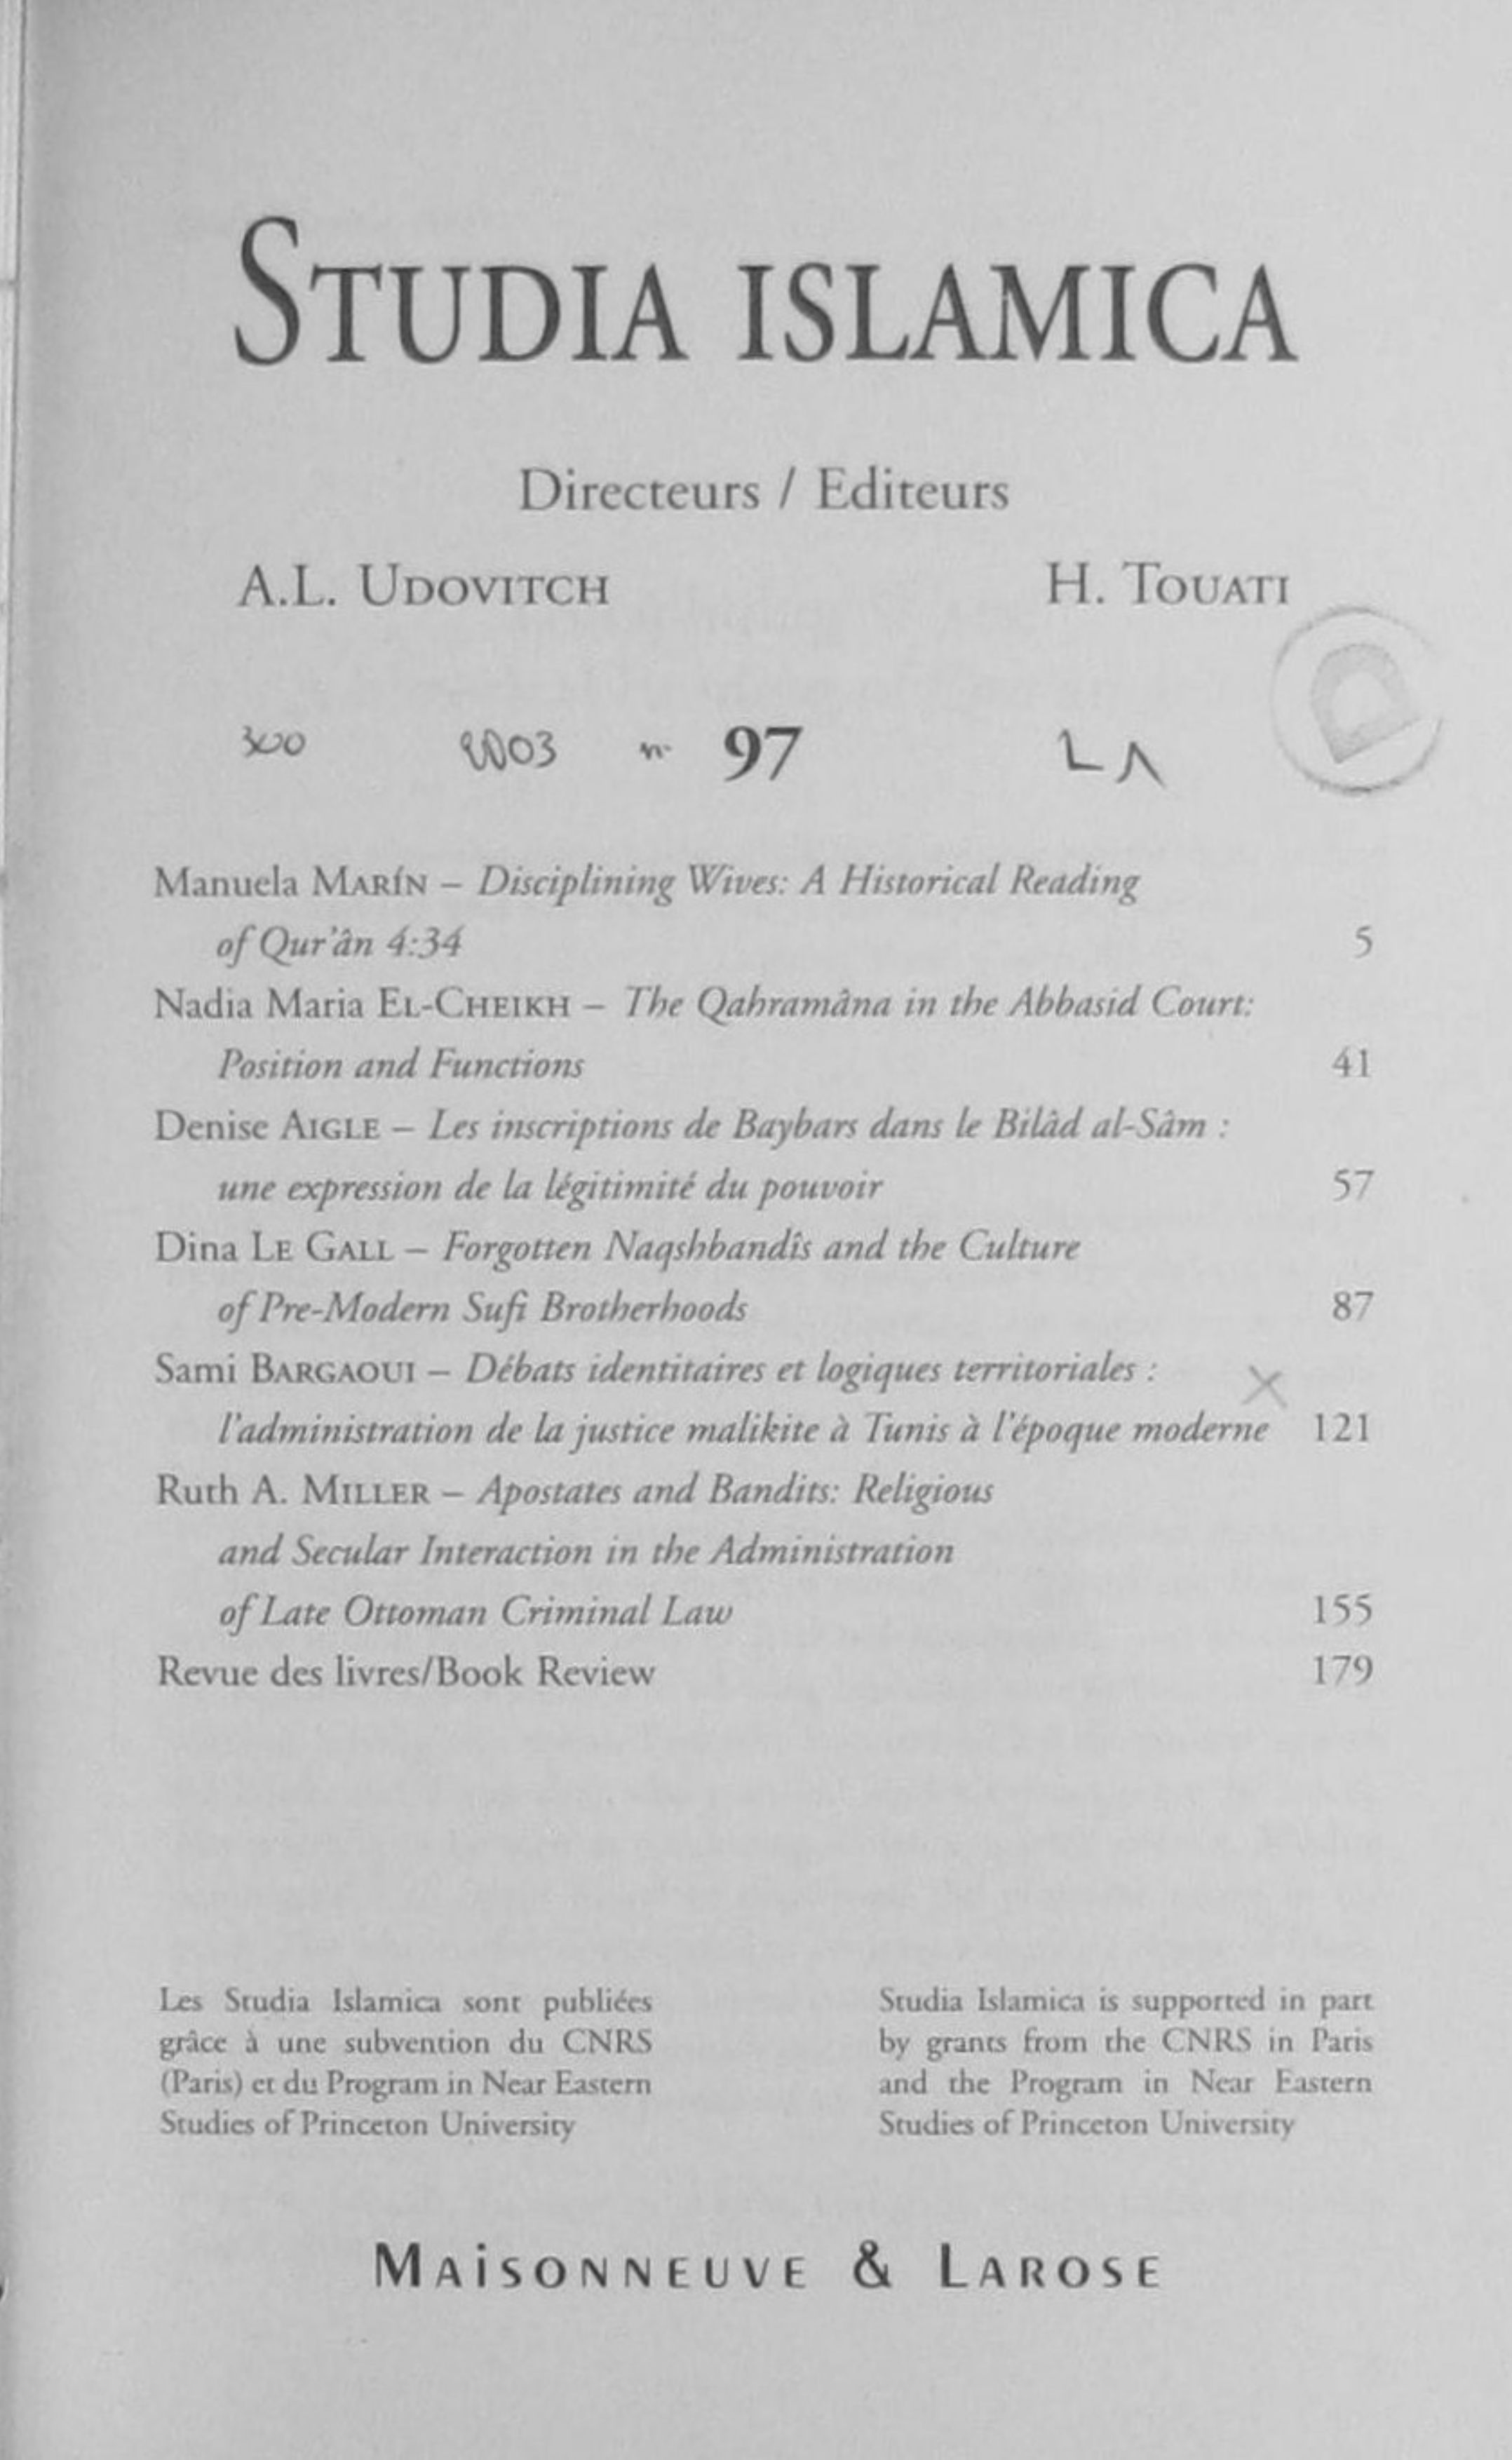 STUDIA ISLAMICA
Directeurs / Editeurs
A.L. UDOVITCH H. TOUATI
300 2003 n° 97 LA
D
Manuela MARÍN – Disciplining Wives: A Historical Reading
of Qur'ân 4:34 5
Nadia Maria EL-CHEIKH – The Qahramâna in the Abbasid Court:
Position and Functions 41
Denise AIGLE – Les inscriptions de Baybars dans le Bilâd al-Sâm :
une expression de la légitimité du pouvoir 57
Dina LE GALL – Forgotten Naqshbandîs and the Culture
of Pre-Modern Sufi Brotherhoods 87
Sami BARGAOUI – Débats identitaires et logiques territoriales :
l'administration de la justice malikite à Tunis à l'époque moderne 121
Ruth A. MILLER – Apostates and Bandits: Religious
and Secular Interaction in the Administration
of Late Ottoman Criminal Law 155
Revue des livres/Book Review 179
Les Studia Islamica sont publiées
grâce à une subvention du CNRS
(Paris) et du Program in Near Eastern
Studies of Princeton University
Studia Islamica is supported in part
by grants from the CNRS in Paris
and the Program in Near Eastern
Studies of Princeton University
MAISONNEUVE & LAROSE